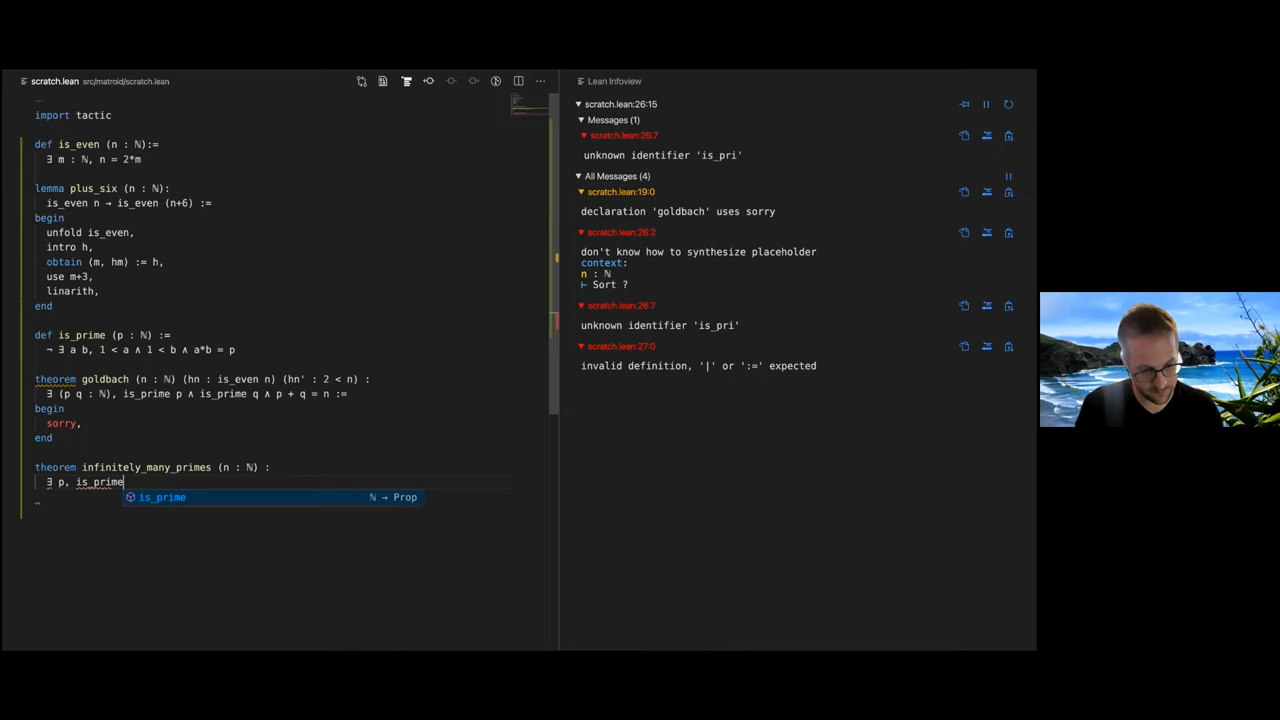 scratch.lean src/matroid/scratch.lean
...
import tactic
def is_even (n : ℕ):=
∃ m : ℕ, n = 2*m
lemma plus_six (n : ℕ):
is_even n → is_even (n+6) :=
begin
unfold is_even,
intro h,
obtain ⟨m, hm⟩ := h,
use m+3,
linarith,
end
def is_prime (p : ℕ) :=
¬ ∃ a b, 1 < a ∧ 1 < b ∧ a*b = p
theorem goldbach (n : ℕ) (hn : is_even n) (hn' : 2 < n) :
∃ (p q : ℕ), is_prime p ∧ is_prime q ∧ p + q = n :=
begin
sorry,
end
theorem infinitely_many_primes (n : ℕ) :
∃ p, is_prime
is_prime ℕ → Prop
Lean Infoview
scratch.lean:26:15
Messages (1)
scratch.lean:26:7
unknown identifier 'is_pri'
All Messages (4)
scratch.lean:19:0
declaration 'goldbach' uses sorry
scratch.lean:26:2
don't know how to synthesize placeholder
context:
n : ℕ
⊢ Sort ?
scratch.lean:26:7
unknown identifier 'is_pri'
scratch.lean:27:0
invalid definition, '|' or ':=' expected